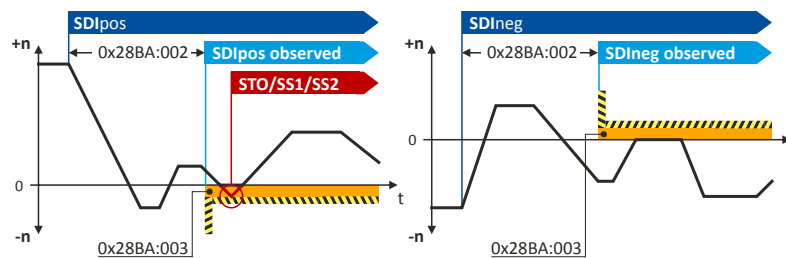 SDIpos
+n
0x28BA:002
SDIpos observed
STO/SS1/SS2
0
t
-n
0x28BA:003
SDIneg
+n
0x28BA:002
SDIneg observed
0
-n
0x28BA:003